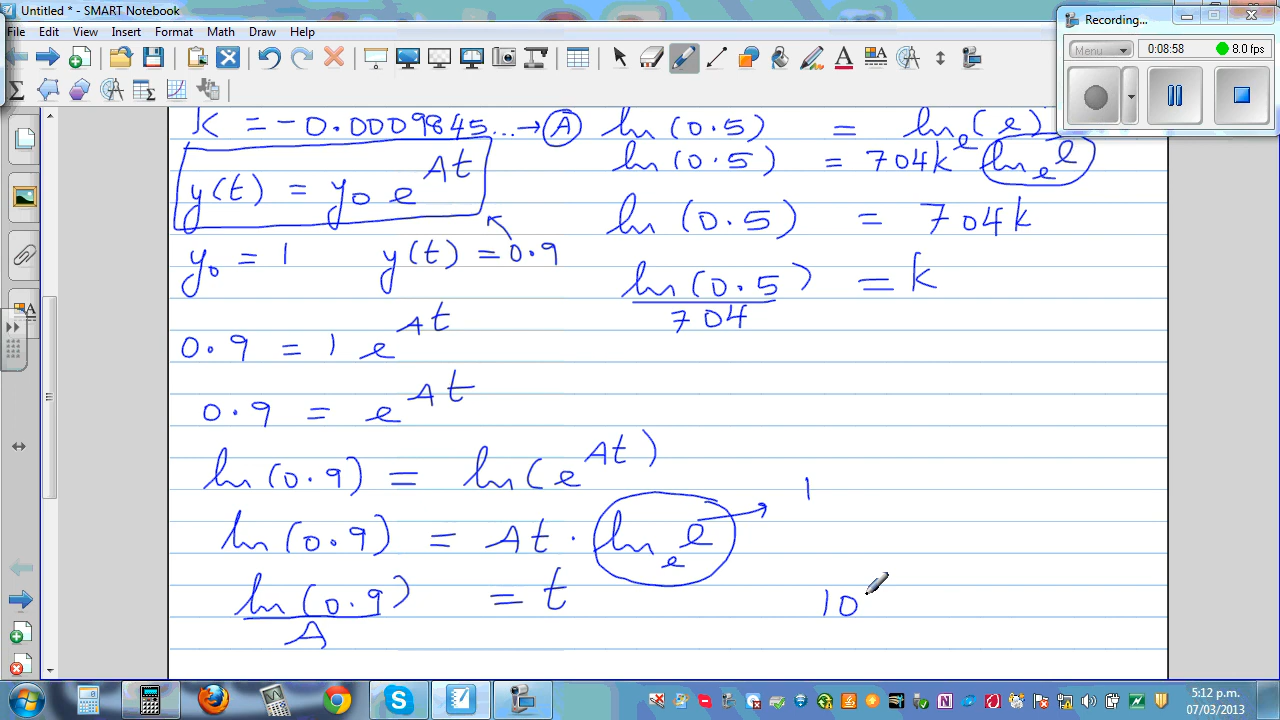 Untitled * - SMART Notebook
File Edit View Insert Format Math Draw Help
Recording...
Menu 0:08:58 8.0 fps
k = -0.0009845... → A
y(t) = y₀ e^{At}
y₀ = 1 y(t) = 0.9
0.9 = 1 e^{At}
0.9 = e^{At}
ln(0.9) = ln(e^{At})
ln(0.9) = At · lnₑ e → 1
ln(0.9)/A = t
ln(0.5) = lnₑ(e)
ln(0.5) = 704k lnₑ e
ln(0.5) = 704k
ln(0.5)/704 = k
10
5:12 p.m.
07/03/2013